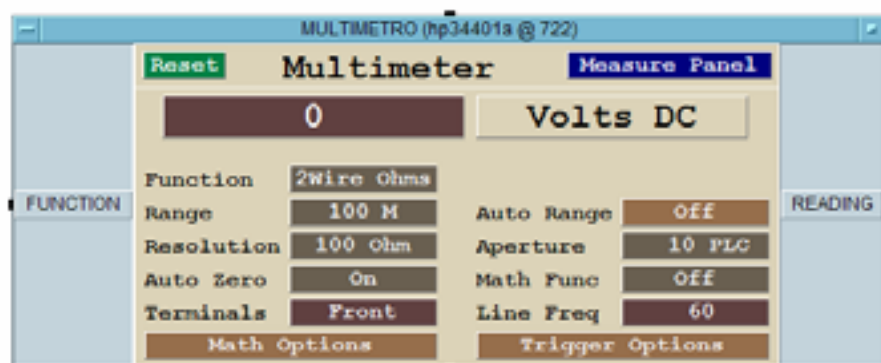 MULTIMETRO (hp34401a @ 722)
Reset Multimeter Measure Panel
0 Volts DC
Function 2Wire Ohms
FUNCTION READING
Range 100 M Auto Range Off
Resolution 100 Ohm Aperture 10 PLC
Auto Zero On Math Func Off
Terminals Front Line Freq 60
Math Options Trigger Options